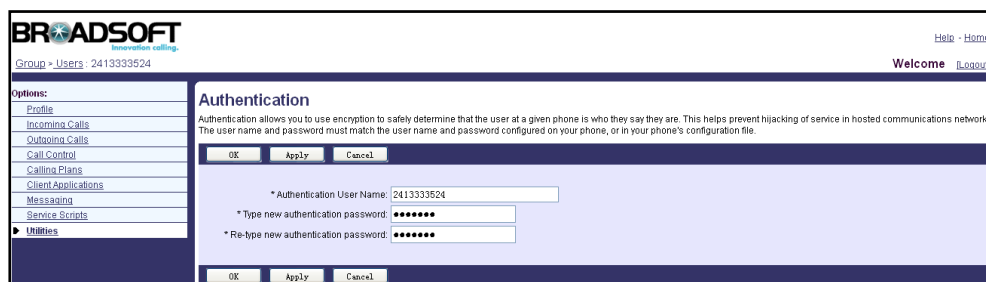 BROADSOFT
Innovation calling.
Help - Home
Group > Users : 2413333524
Welcome [Logout
Options:
Profile
Incoming Calls
Outgoing Calls
Call Control
Calling Plans
Client Applications
Messaging
Service Scripts
Utilities
Authentication
Authentication allows you to use encryption to safely determine that the user at a given phone is who they say they are. This helps prevent hijacking of service in hosted communications network
The user name and password must match the user name and password configured on your phone, or in your phone's configuration file.
OK Apply Cancel
* Authentication User Name: 2413333524
* Type new authentication password: ●●●●●●●
* Re-type new authentication password: ●●●●●●●
OK Apply Cancel